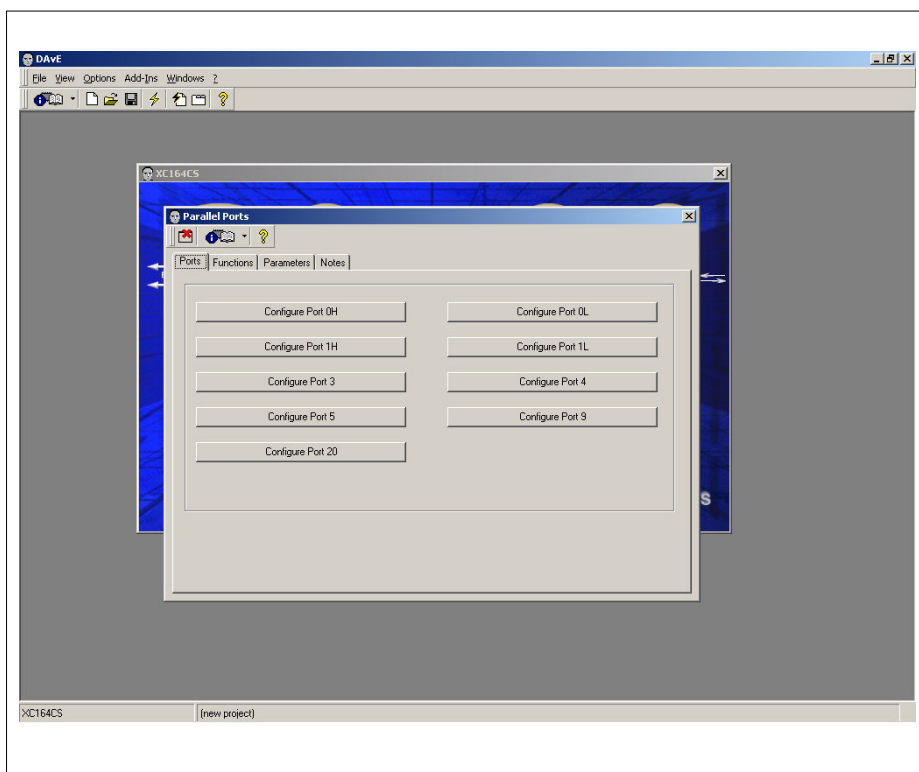 DAvE
File View Options Add-Ins Windows ?
XC164CS
Parallel Ports
Ports Functions Parameters Notes
Configure Port 0H Configure Port 0L
Configure Port 1H Configure Port 1L
Configure Port 3 Configure Port 4
Configure Port 5 Configure Port 9
Configure Port 20
S
XC164CS (new project)